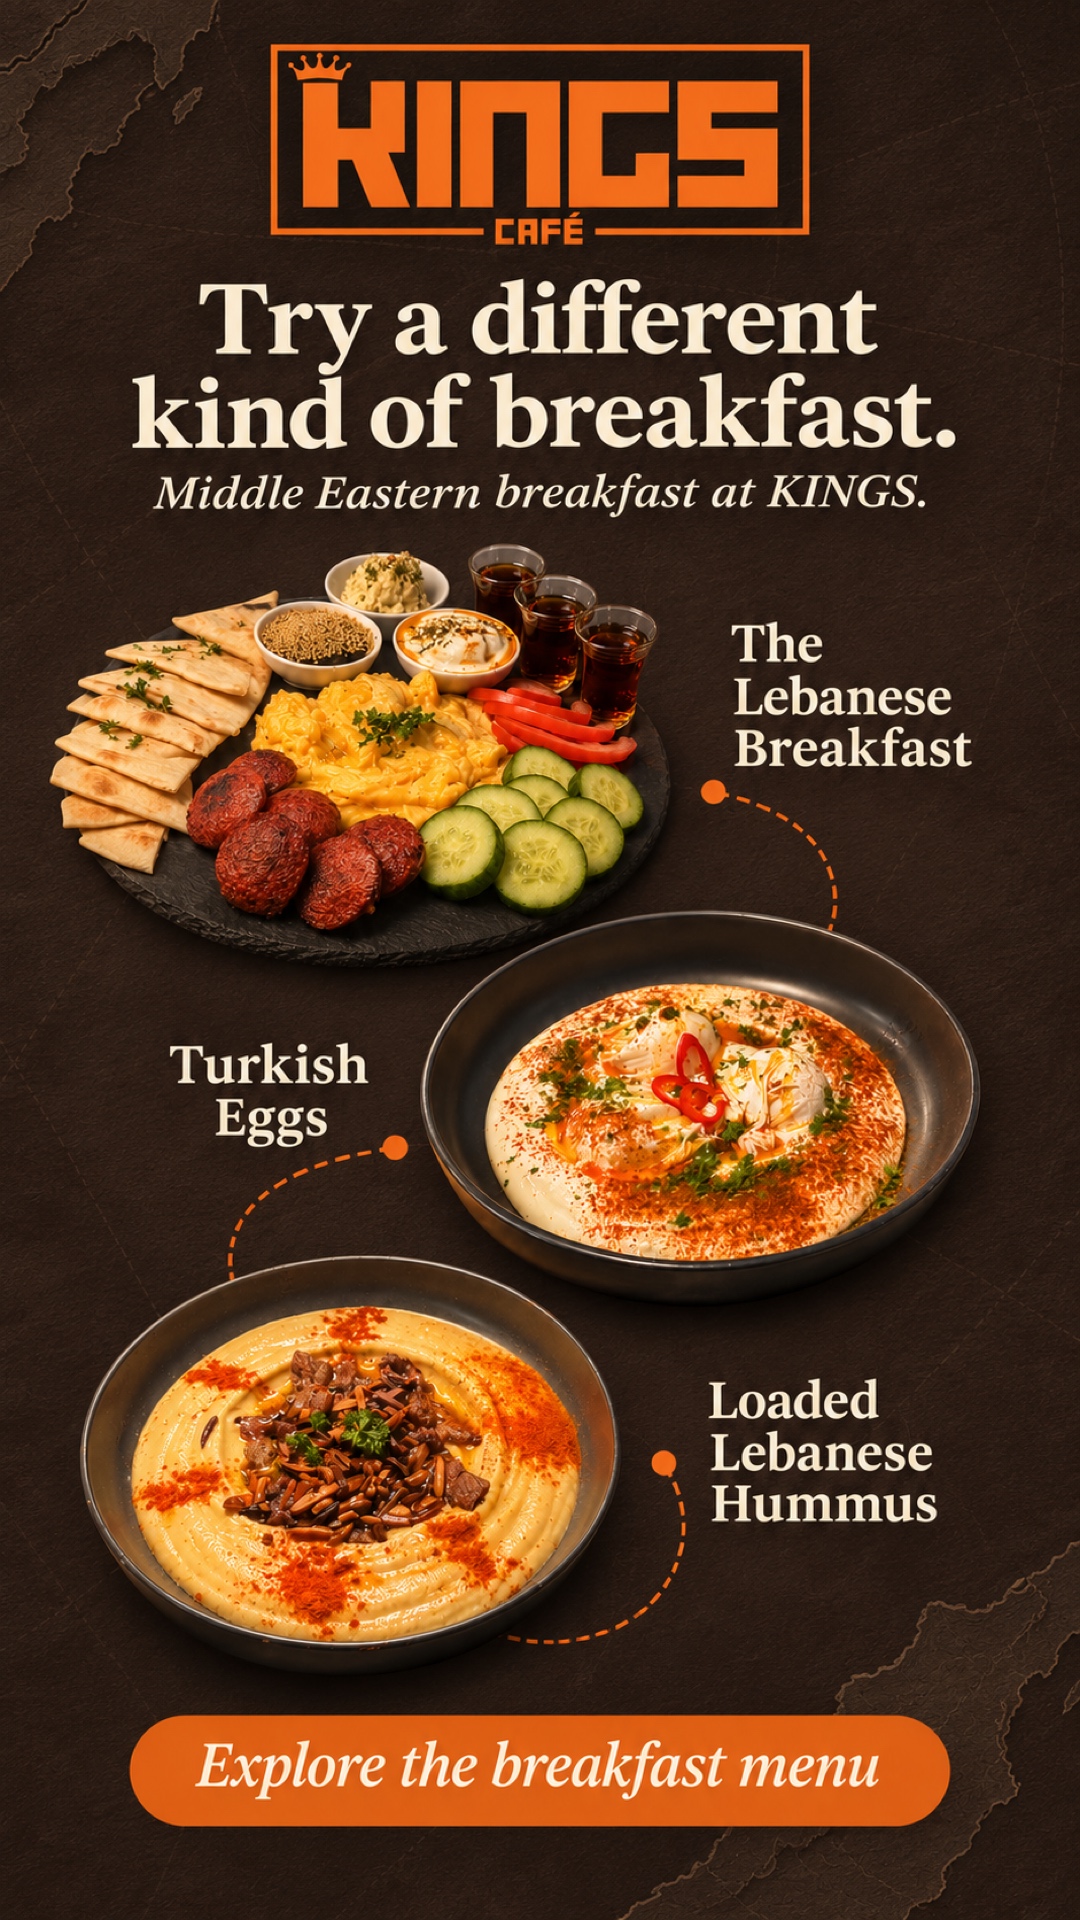 KINGS
CAFÉ
Try a different
kind of breakfast.
Middle Eastern breakfast at KINGS.
The
Lebanese
Breakfast
Turkish
Eggs
Loaded
Lebanese
Hummus
Explore the breakfast menu